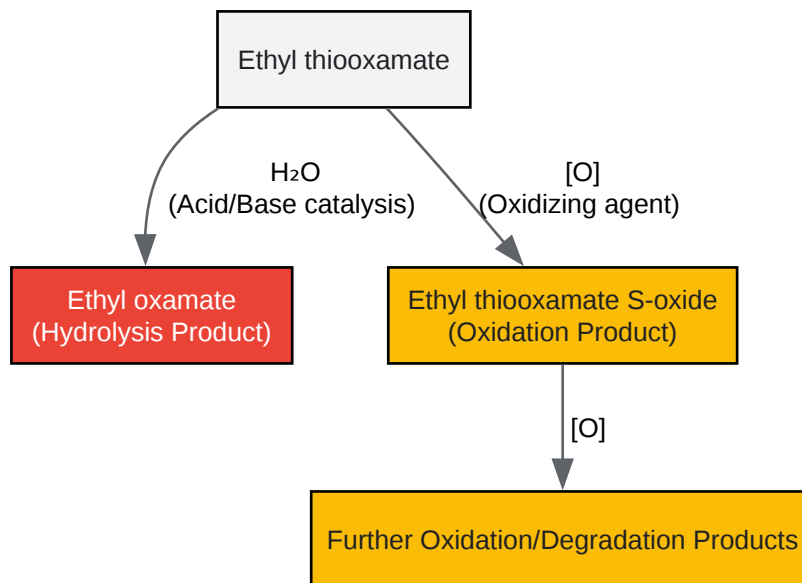 Ethyl thiooxamate
H₂O
(Acid/Base catalysis)
[O]
(Oxidizing agent)
Ethyl oxamate
(Hydrolysis Product)
Ethyl thiooxamate S-oxide
(Oxidation Product)
[O]
Further Oxidation/Degradation Products